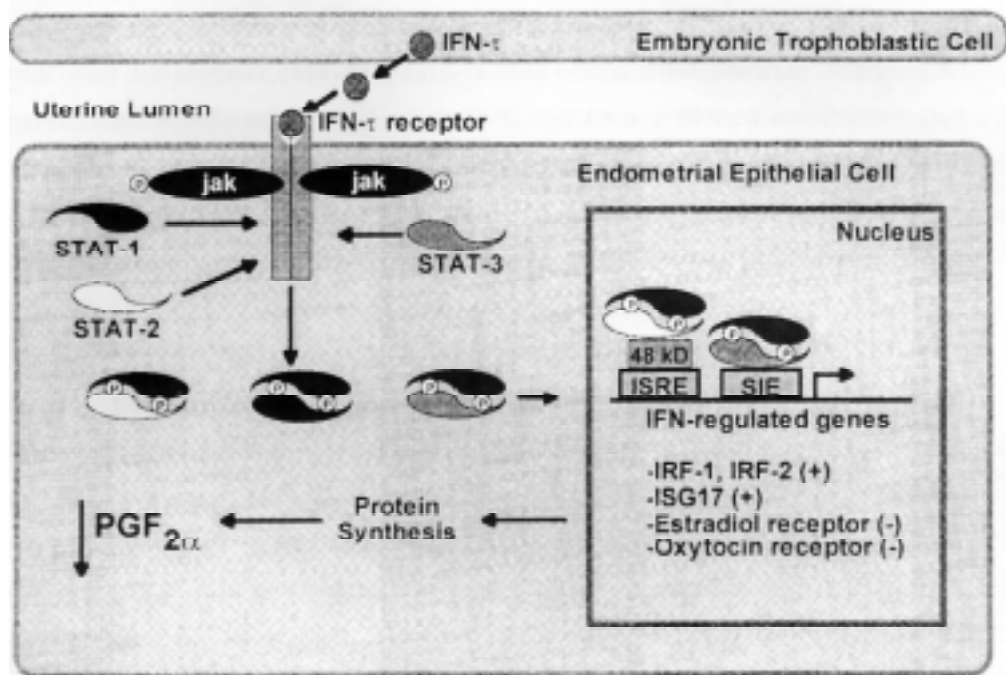 IFN-τ
Embryonic Trophoblastic Cell
Uterine Lumen
IFN-τ receptor
P
jak
jak
P
Endometrial Epithelial Cell
STAT-1
STAT-3
STAT-2
Nucleus
P
P
P
P
48 kD
ISRE
SIE
P
P
P
P
P
P
IFN-regulated genes
-IRF-1, IRF-2 (+)
-ISG17 (+)
-Estradiol receptor (-)
-Oxytocin receptor (-)
Protein
Synthesis
PGF2α